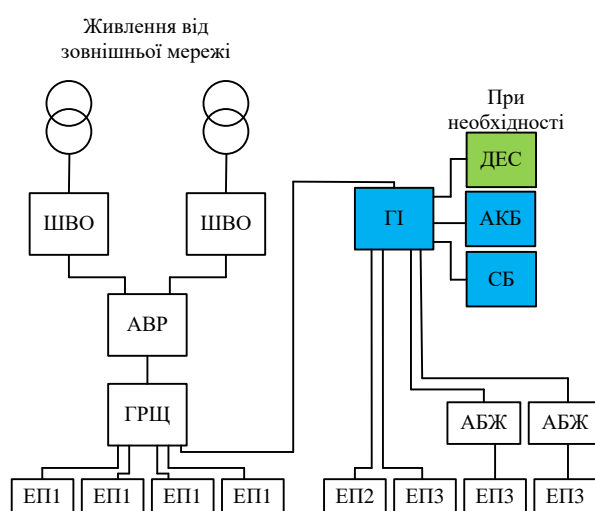 Живлення від
зовнішньої мережі
При
необхідності
ДЕС
ШВО
ШВО
ГІ
АКБ
СБ
АВР
ГРЩ
АБЖ
АБЖ
ЕП1
ЕП1
ЕП1
ЕП1
ЕП2
ЕП3
ЕП3
ЕП3